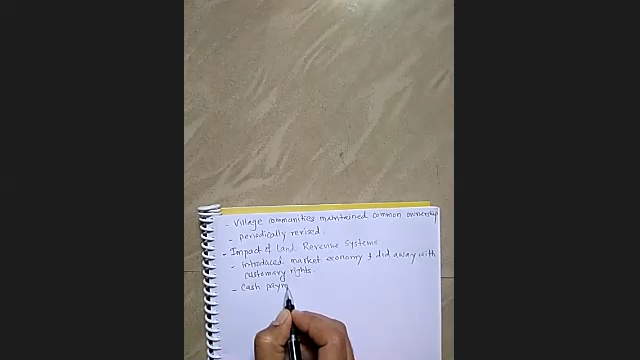 - Village communities maintained common ownership
- periodically revised.
- Impact of Land Revenue Systems
- introduced market economy & did away with
customary rights.
- Cash paym